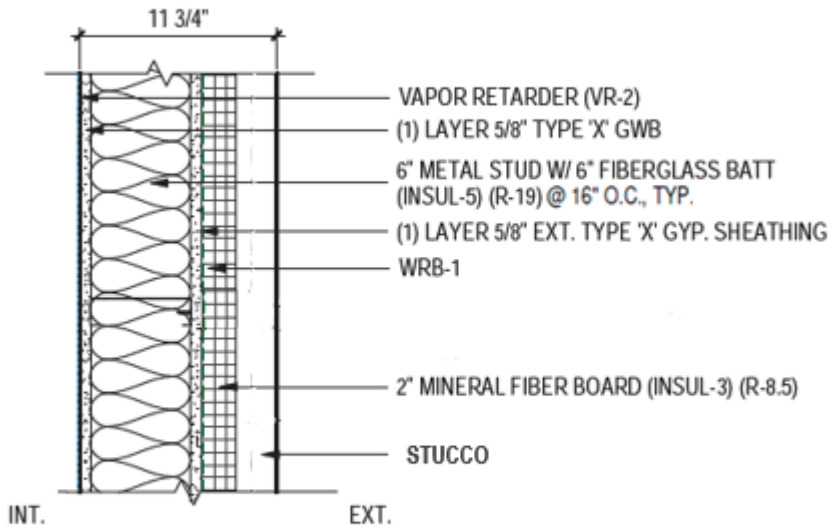 11 3/4"
VAPOR RETARDER (VR-2)
(1) LAYER 5/8" TYPE 'X' GWB
6" METAL STUD W/ 6" FIBERGLASS BATT
(INSUL-5) (R-19) @ 16" O.C., TYP.
(1) LAYER 5/8" EXT. TYPE 'X' GYP. SHEATHING
WRB-1
2" MINERAL FIBER BOARD (INSUL-3) (R-8.5)
STUCCO
INT.
EXT.